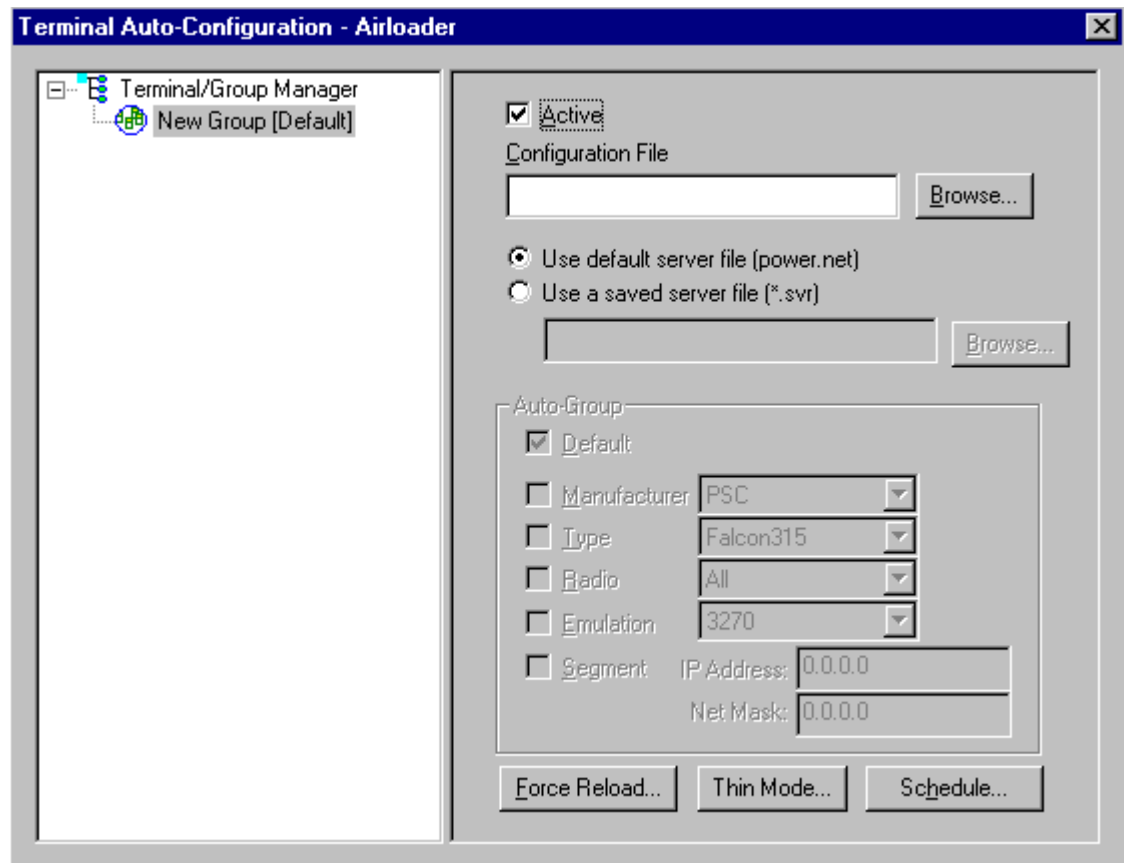 Terminal Auto-Configuration - Airloader
Terminal/Group Manager
New Group [Default]
Active
Configuration File
Browse...
Use default server file (power.net)
Use a saved server file (*.svr)
Browse...
Auto-Group
Default
Manufacturer PSC
Type Falcon315
Radio All
Emulation 3270
Segment IP Address: 0.0.0.0
Net Mask: 0.0.0.0
Force Reload... Thin Mode... Schedule...